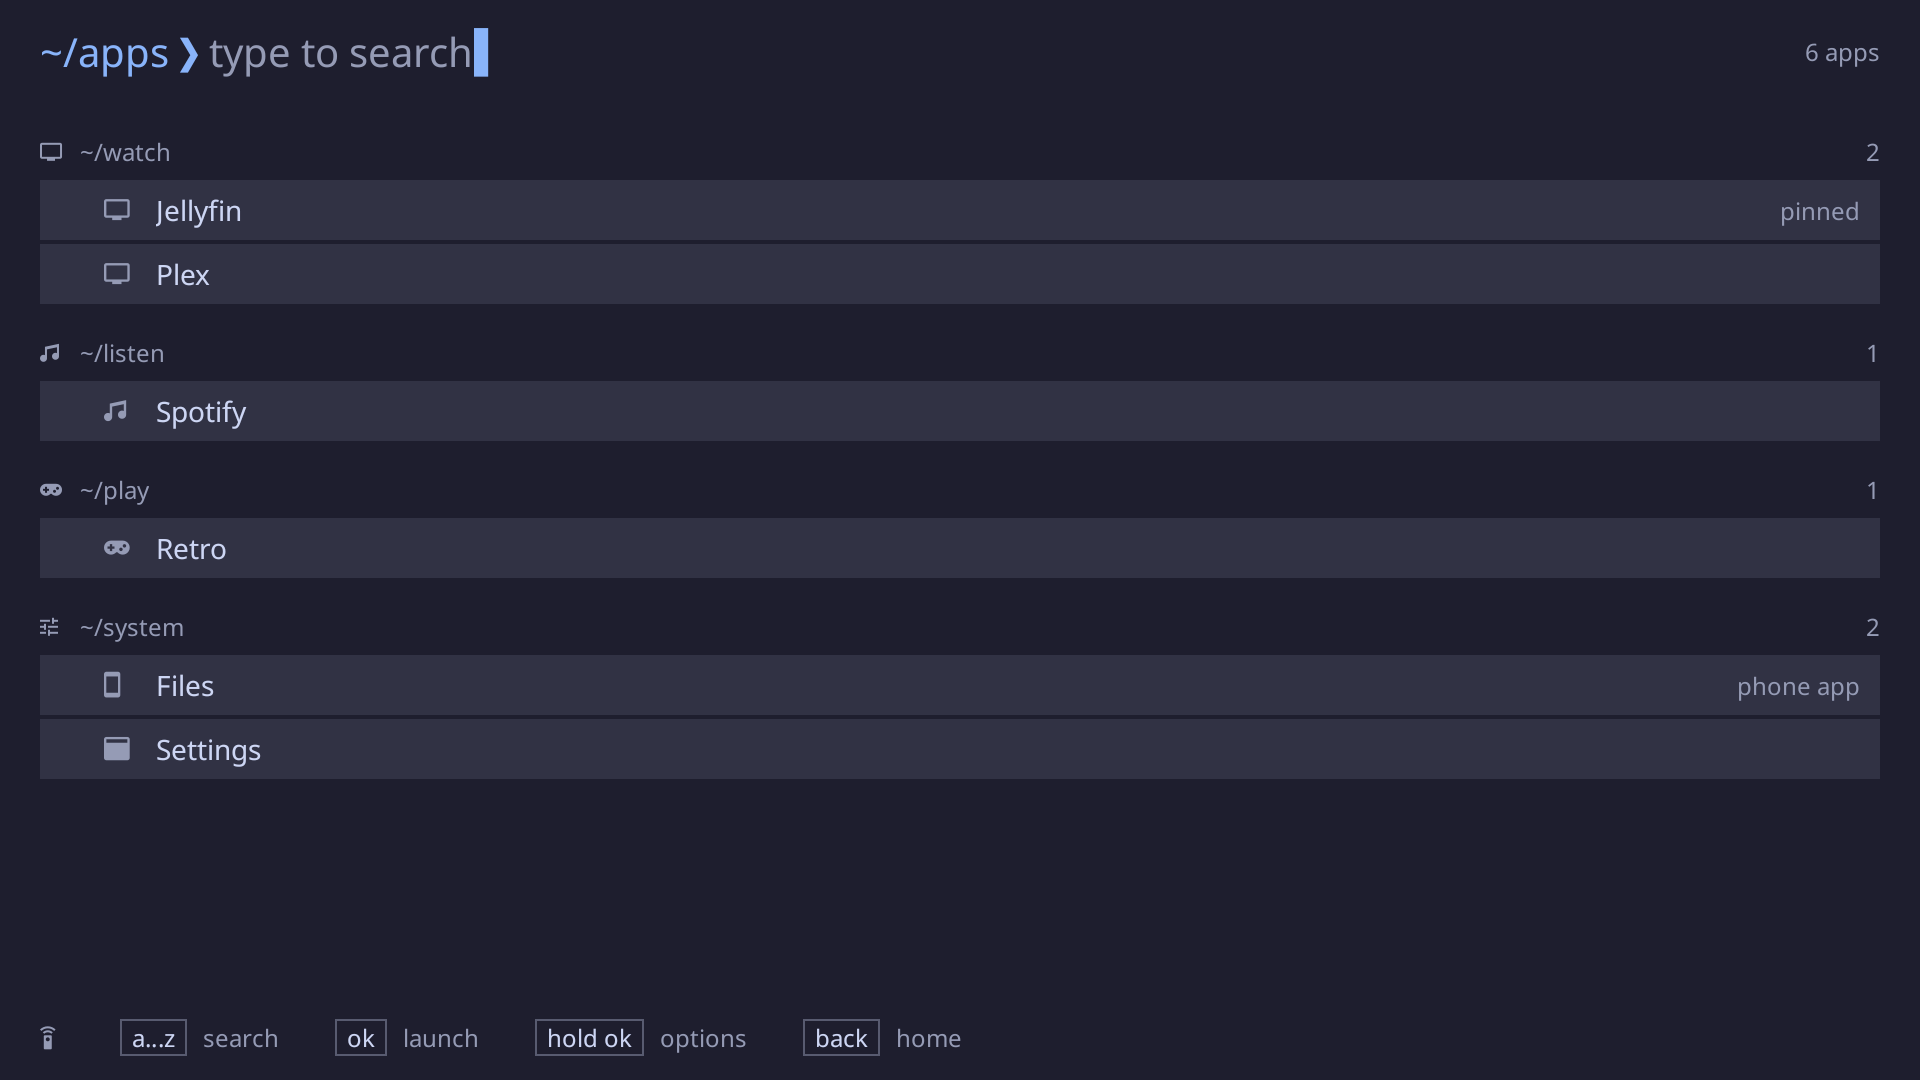 ~/apps ❯ type to search
6 apps
~/watch 2
Jellyfin pinned
Plex
~/listen 1
Spotify
~/play 1
Retro
~/system 2
Files phone app
Settings
a...z search ok launch hold ok options back home